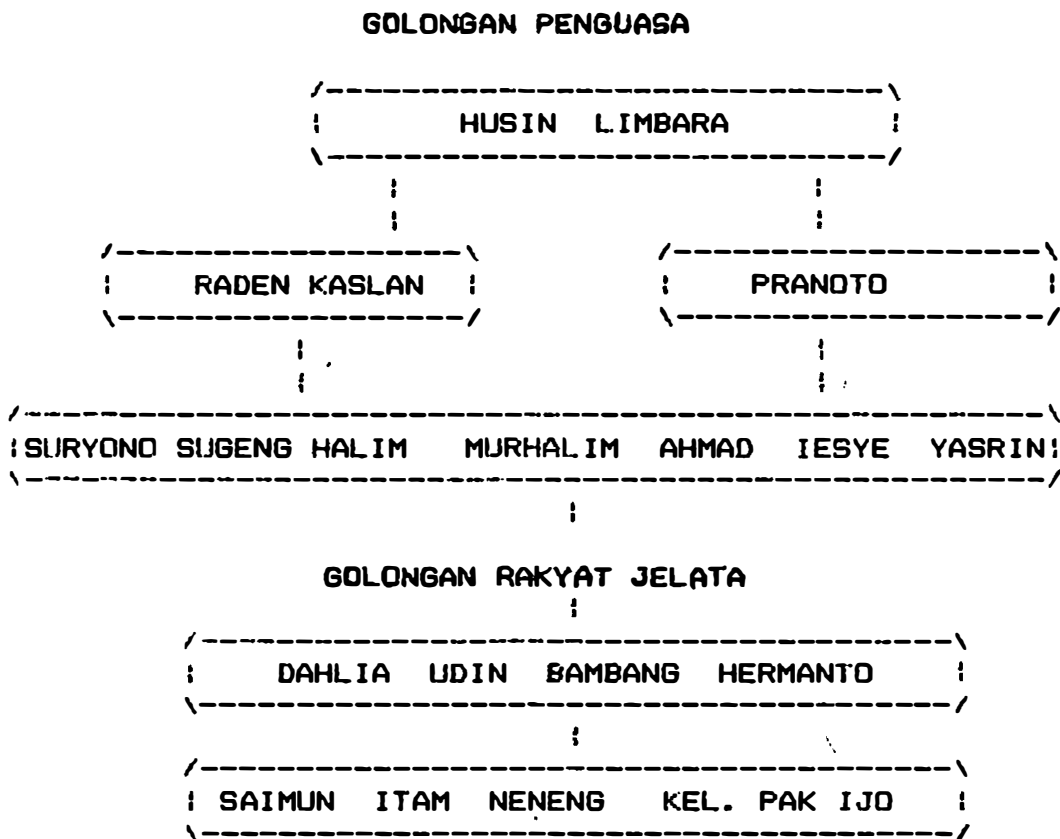 GOLONGAN PENGUASA
HUSIN LIMBARA
RADEN KASLAN PRANOTO
SURYONO SUGENG HALIM MURHALIM AHMAD IESYE YASRIN
GOLONGAN RAKYAT JELATA
DAHLIA UDIN BAMBANG HERMANTO
SAIMUN ITAM NENENG KEL. PAK IJO